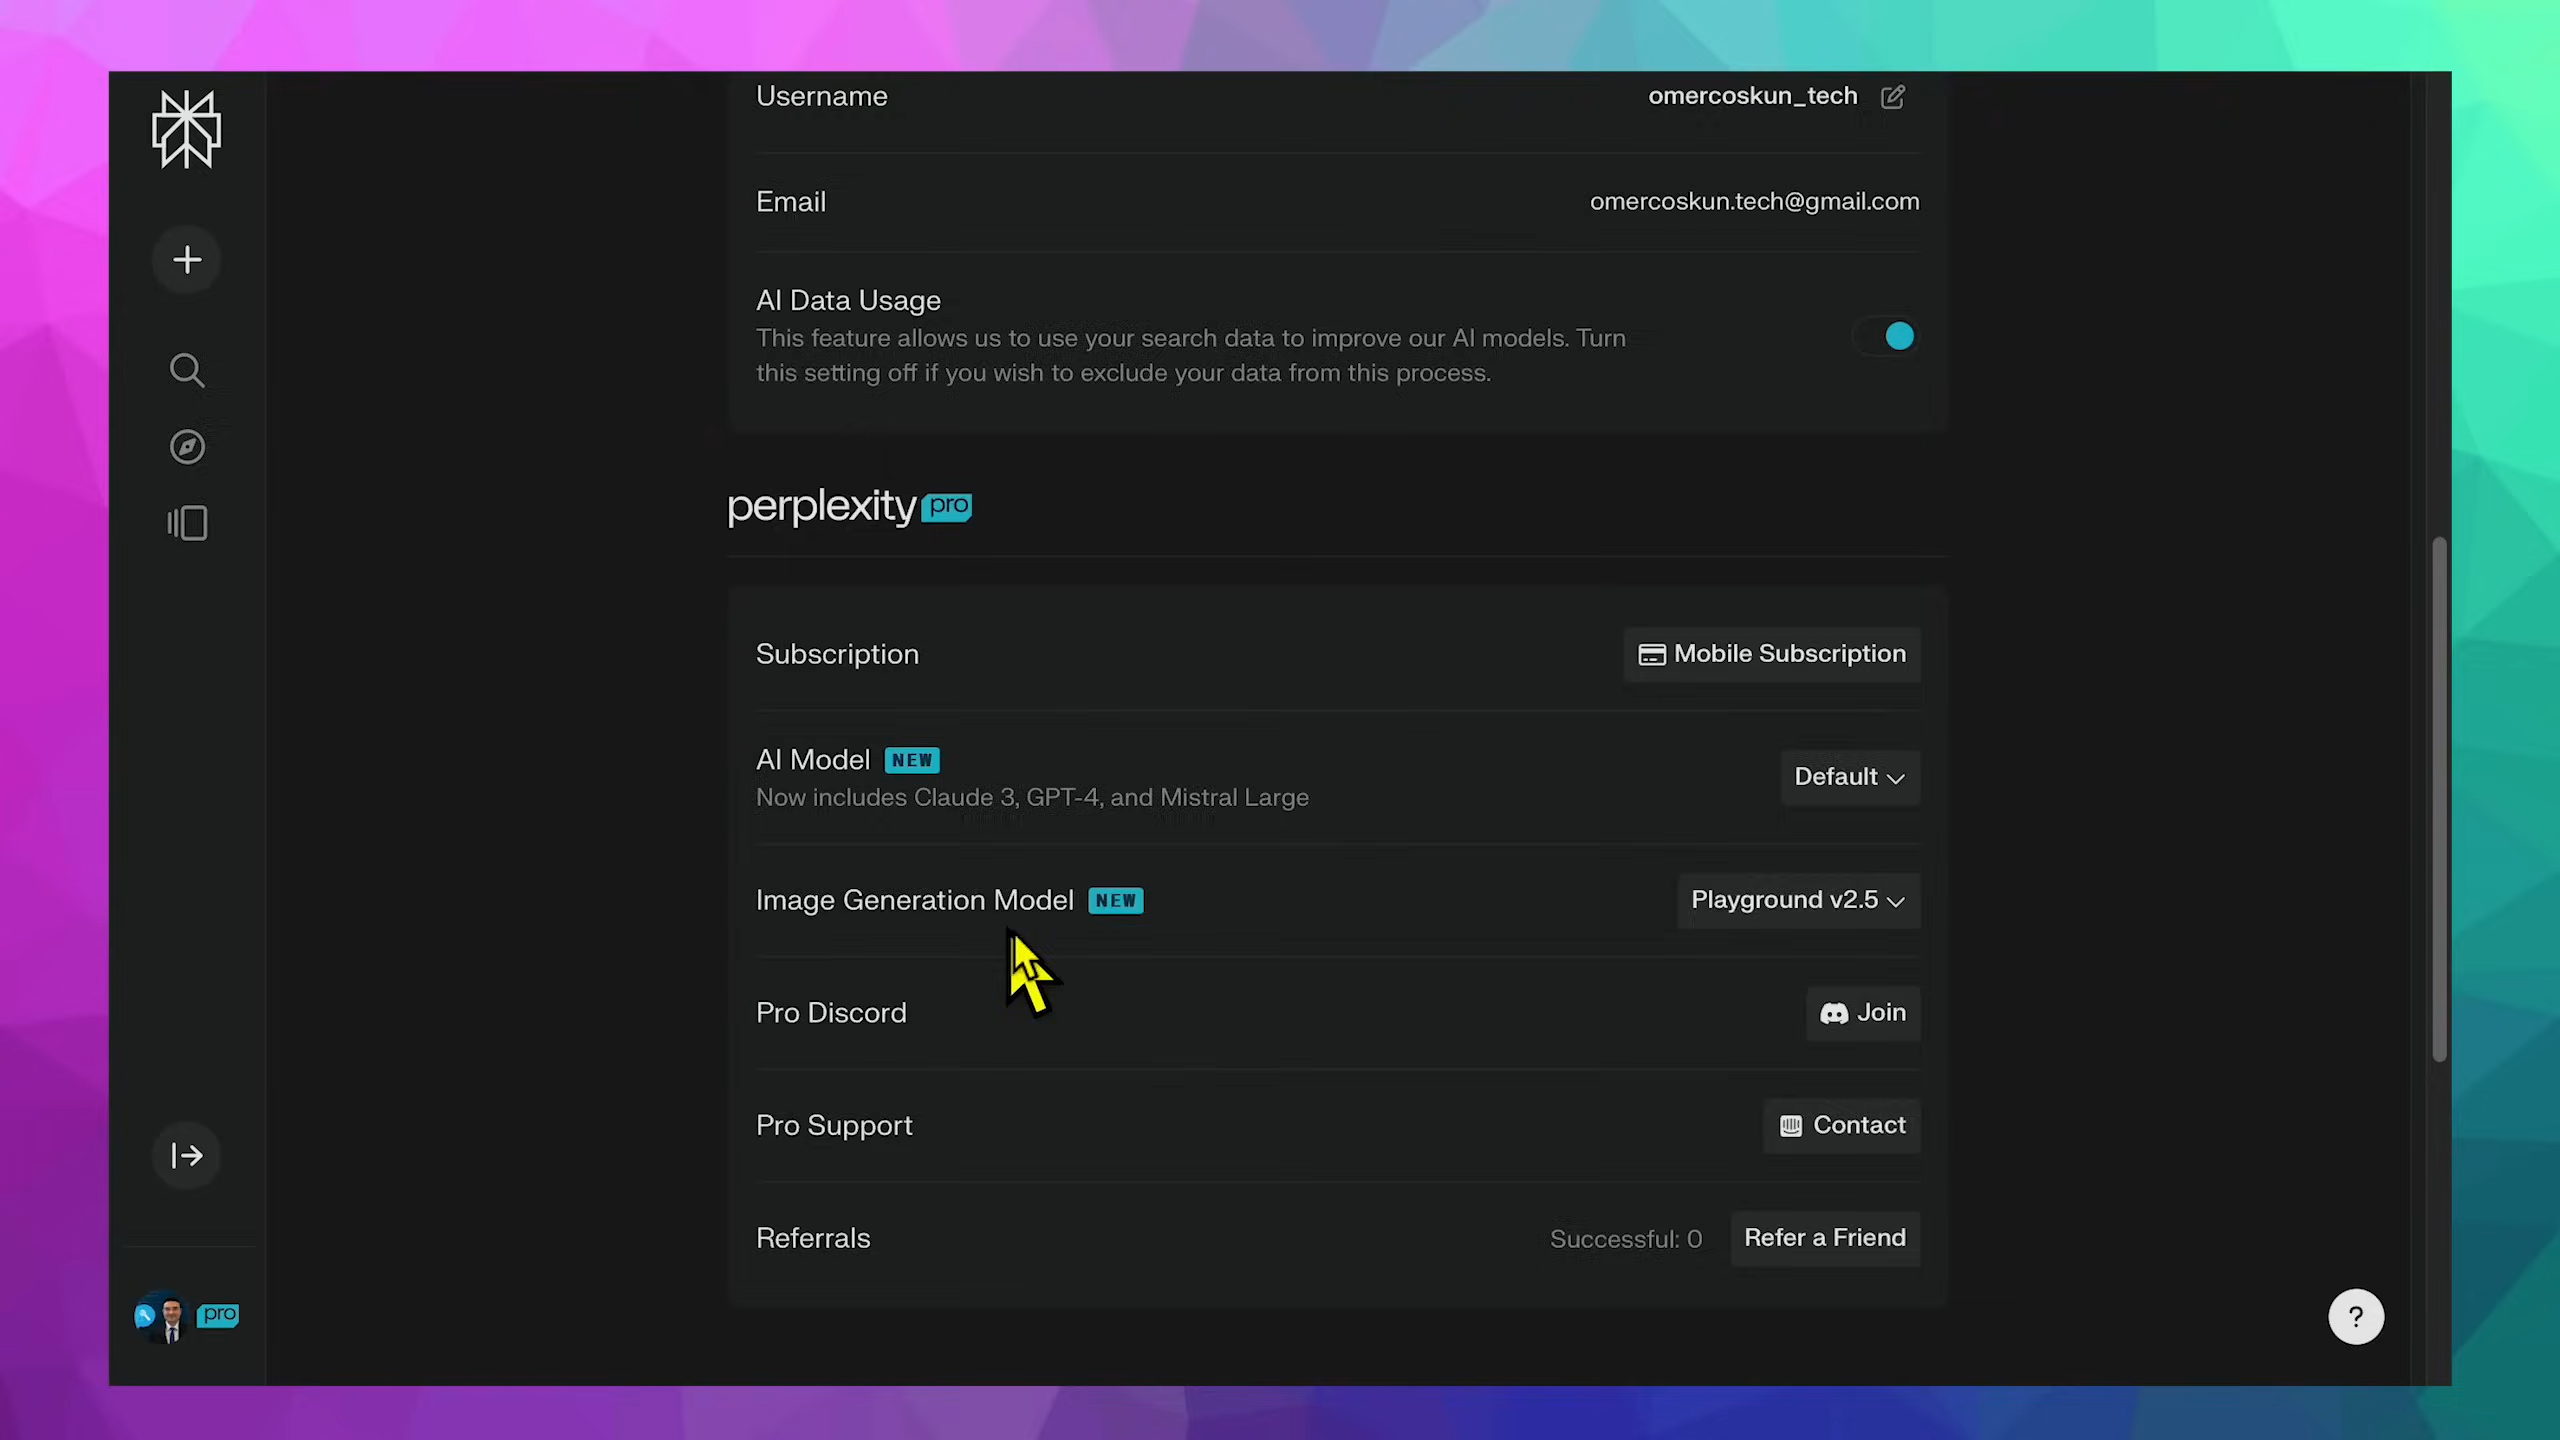 Username
omercoskun_tech
Email
omercoskun.tech@gmail.com
AI Data Usage
This feature allows us to use your search data to improve our AI models. Turn
this setting off if you wish to exclude your data from this process.
perplexity pro
Subscription
Mobile Subscription
AI Model NEW
Now includes Claude 3, GPT-4, and Mistral Large
Default
Image Generation Model NEW
Playground v2.5
Pro Discord
Join
Pro Support
Contact
Referrals
Successful: 0
Refer a Friend
pro
?